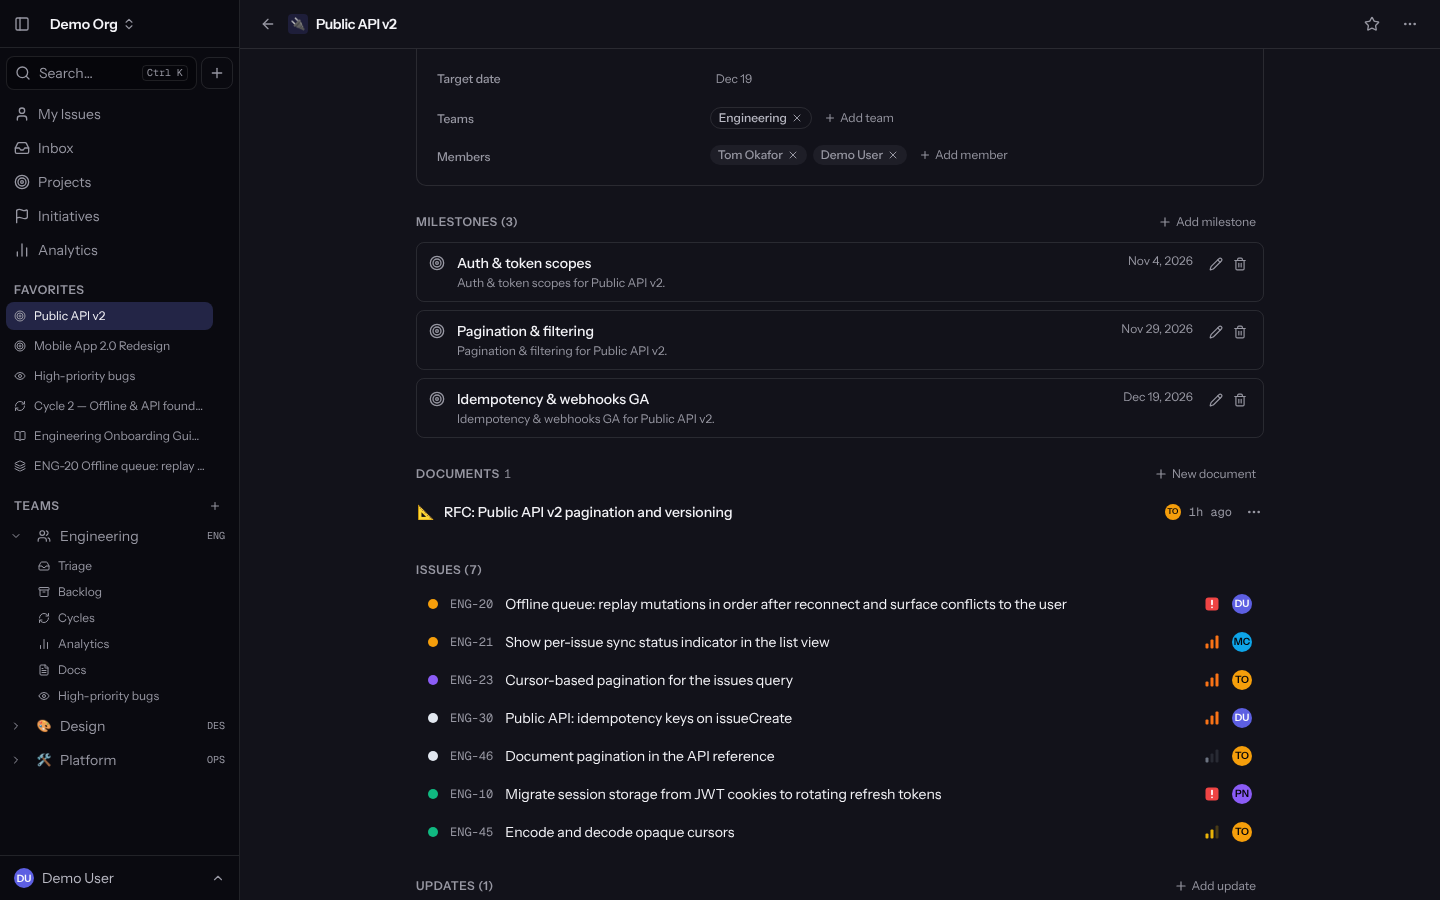 Demo Org
Search...
Ctrl K
My Issues
Inbox
Projects
Initiatives
Analytics
FAVORITES
Public API v2
Mobile App 2.0 Redesign
High-priority bugs
Cycle 2 — Offline & API found...
Engineering Onboarding Gui...
ENG-20 Offline queue: replay ...
TEAMS
Engineering ENG
Triage
Backlog
Cycles
Analytics
Docs
High-priority bugs
Design DES
Platform OPS
DU Demo User
Public API v2
Target date Dec 19
Teams Engineering Add team
Members Tom Okafor Demo User Add member
MILESTONES (3) Add milestone
Auth & token scopes Nov 4, 2026
Auth & token scopes for Public API v2.
Pagination & filtering Nov 29, 2026
Pagination & filtering for Public API v2.
Idempotency & webhooks GA Dec 19, 2026
Idempotency & webhooks GA for Public API v2.
DOCUMENTS 1 New document
RFC: Public API v2 pagination and versioning TO 1h ago
ISSUES (7)
ENG-20 Offline queue: replay mutations in order after reconnect and surface conflicts to the user DU
ENG-21 Show per-issue sync status indicator in the list view MC
ENG-23 Cursor-based pagination for the issues query TO
ENG-30 Public API: idempotency keys on issueCreate DU
ENG-46 Document pagination in the API reference TO
ENG-10 Migrate session storage from JWT cookies to rotating refresh tokens PN
ENG-45 Encode and decode opaque cursors TO
UPDATES (1) Add update